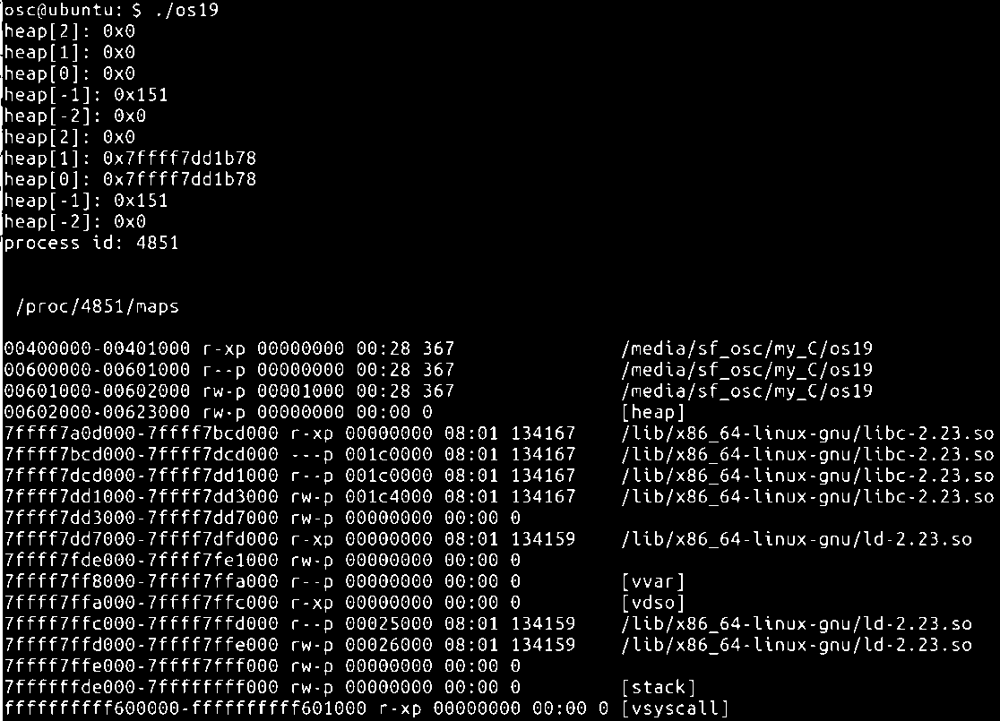 osc@ubuntu: $ ./os19
heap[2]: 0x0
heap[1]: 0x0
heap[0]: 0x0
heap[-1]: 0x151
heap[-2]: 0x0
heap[2]: 0x0
heap[1]: 0x7ffff7dd1b78
heap[0]: 0x7ffff7dd1b78
heap[-1]: 0x151
heap[-2]: 0x0
process id: 4851
/proc/4851/maps
00400000-00401000 r-xp 00000000 00:28 367 /media/sf_osc/my_C/os19
00600000-00601000 r--p 00000000 00:28 367 /media/sf_osc/my_C/os19
00601000-00602000 rw-p 00001000 00:28 367 /media/sf_osc/my_C/os19
00602000-00623000 rw-p 00000000 00:00 0 [heap]
7ffff7a0d000-7ffff7bcd000 r-xp 00000000 08:01 134167 /lib/x86_64-linux-gnu/libc-2.23.so
7ffff7bcd000-7ffff7dcd000 ---p 001c0000 08:01 134167 /lib/x86_64-linux-gnu/libc-2.23.so
7ffff7dcd000-7ffff7dd1000 r--p 001c0000 08:01 134167 /lib/x86_64-linux-gnu/libc-2.23.so
7ffff7dd1000-7ffff7dd3000 rw-p 001c4000 08:01 134167 /lib/x86_64-linux-gnu/libc-2.23.so
7ffff7dd3000-7ffff7dd7000 rw-p 00000000 00:00 0
7ffff7dd7000-7ffff7dfd000 r-xp 00000000 08:01 134159 /lib/x86_64-linux-gnu/ld-2.23.so
7ffff7fde000-7ffff7fe1000 rw-p 00000000 00:00 0
7ffff7ff8000-7ffff7ffa000 r--p 00000000 00:00 0 [vvar]
7ffff7ffa000-7ffff7ffc000 r-xp 00000000 00:00 0 [vdso]
7ffff7ffc000-7ffff7ffd000 r--p 00025000 08:01 134159 /lib/x86_64-linux-gnu/ld-2.23.so
7ffff7ffd000-7ffff7ffe000 rw-p 00026000 08:01 134159 /lib/x86_64-linux-gnu/ld-2.23.so
7ffff7ffe000-7ffff7fff000 rw-p 00000000 00:00 0
7ffffffde000-7ffffffff000 rw-p 00000000 00:00 0 [stack]
ffffffffff600000-ffffffffff601000 r-xp 00000000 00:00 0 [vsyscall]